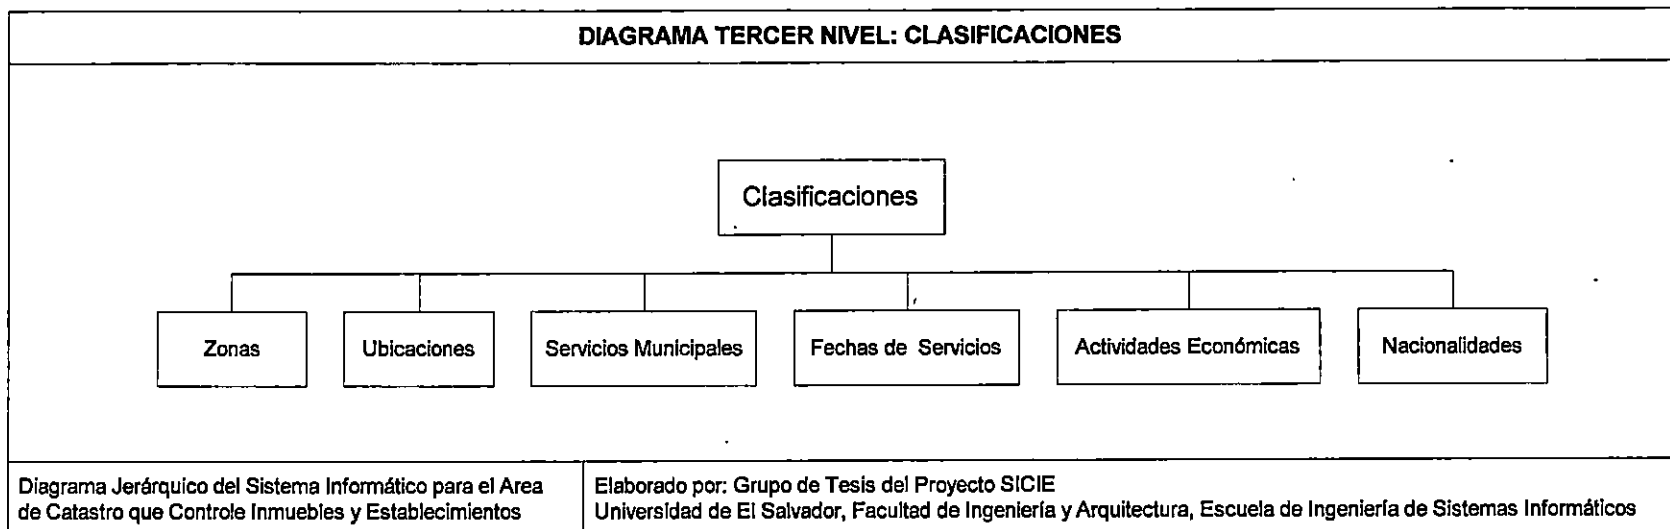 DIAGRAMA TERCER NIVEL: CLASIFICACIONES
Clasificaciones
Zonas
Ubicaciones
Servicios Municipales
Fechas de Servicios
Actividades Económicas
Nacionalidades
Diagrama Jerárquico del Sistema Informático para el Area
de Catastro que Controle Inmuebles y Establecimientos
Elaborado por: Grupo de Tesis del Proyecto SICIE
Universidad de El Salvador, Facultad de Ingeniería y Arquitectura, Escuela de Ingeniería de Sistemas Informáticos